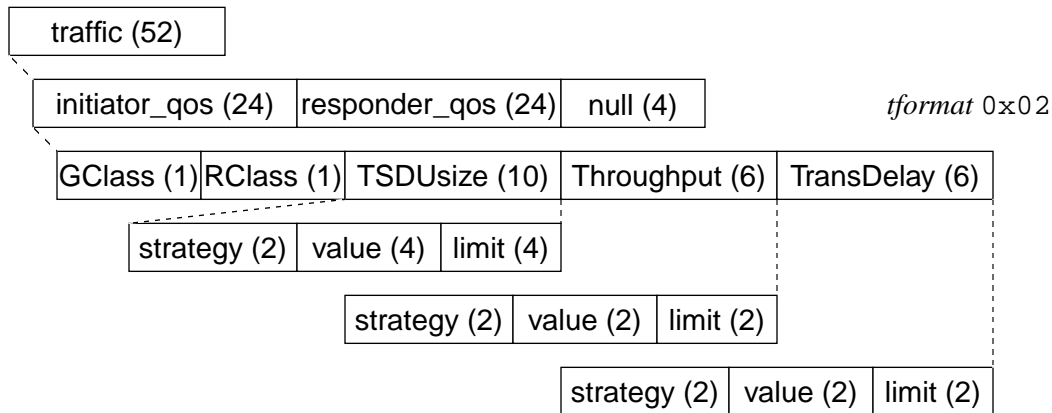 traffic (52)
initiator_qos (24) responder_qos (24) null (4) tformat 0x02
GClass (1) RClass (1) TSDUsize (10) Throughput (6) TransDelay (6)
strategy (2) value (4) limit (4)
strategy (2) value (2) limit (2)
strategy (2) value (2) limit (2)